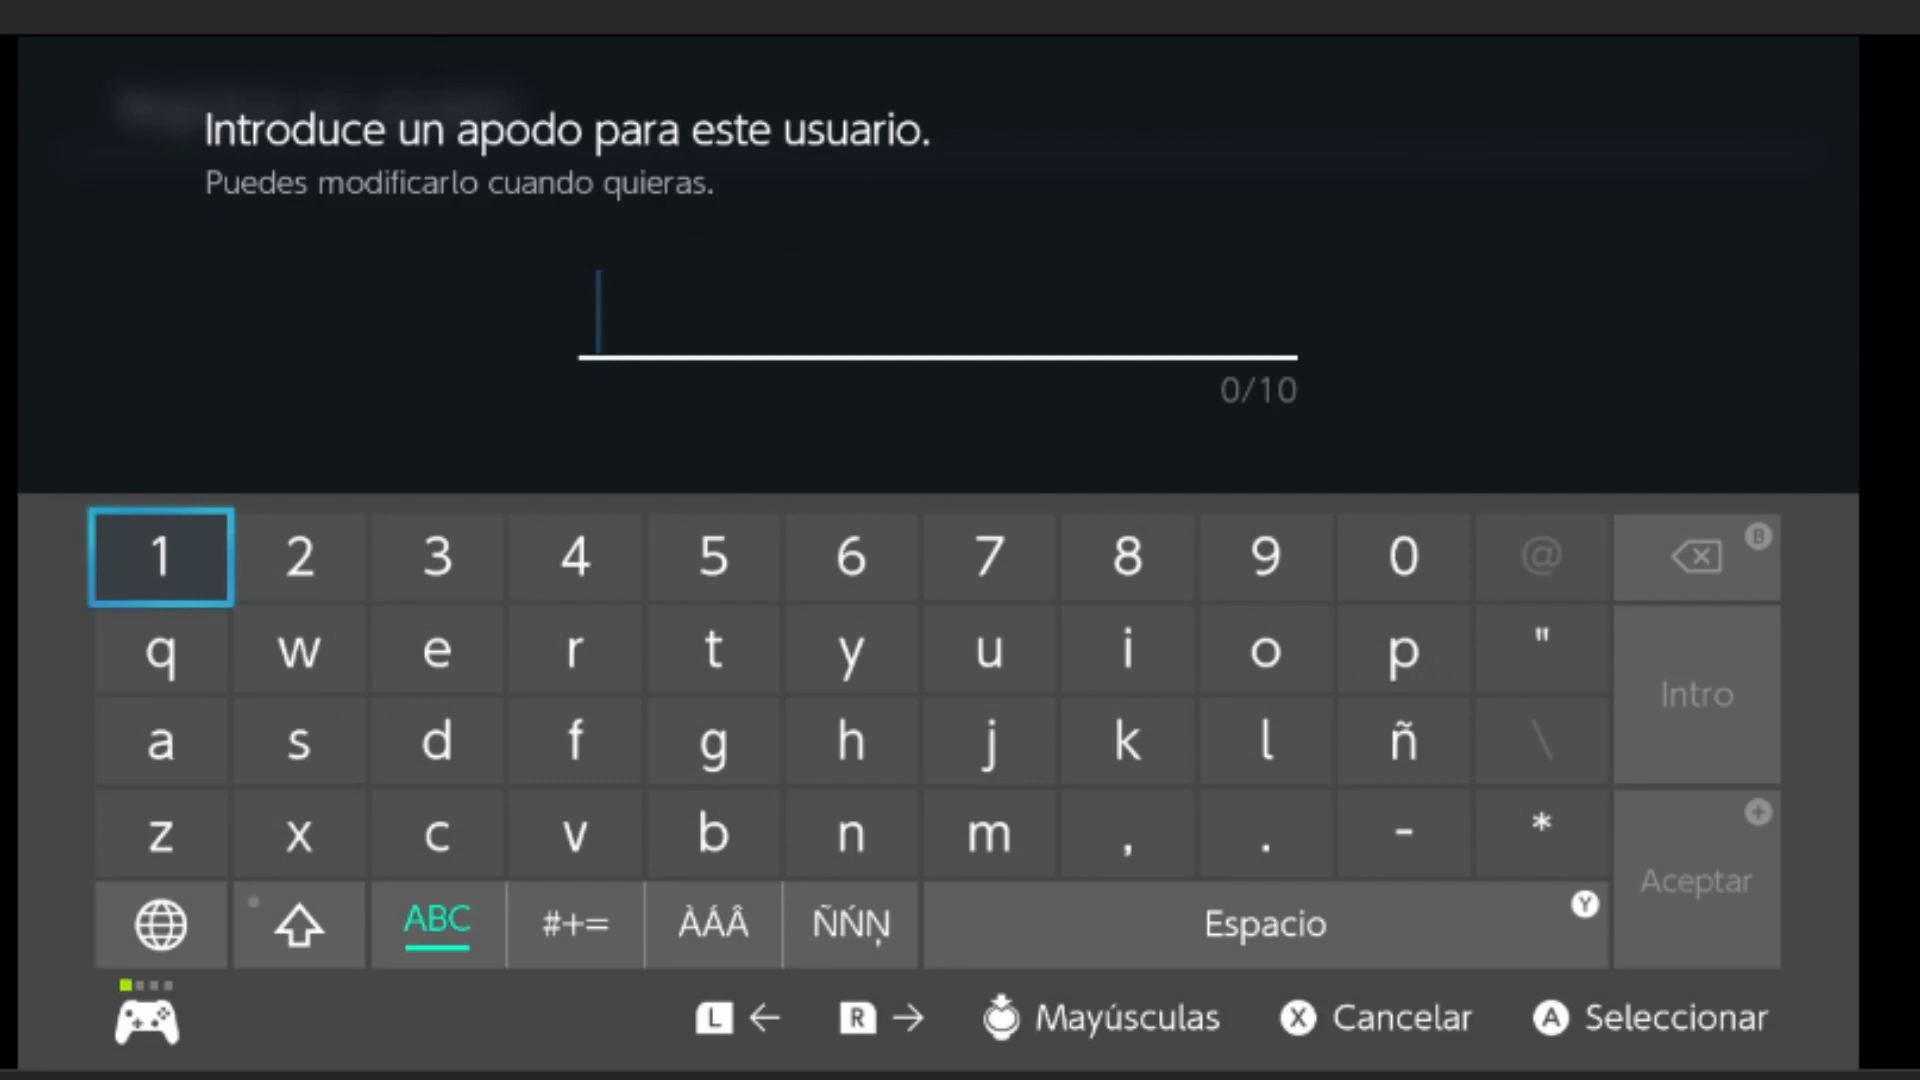 Introduce un apodo para este usuario.
Puedes modificarlo cuando quieras.
0/10
1 2 3 4 5 6 7 8 9 0 @ B
q w e r t y u i o p " Intro
a s d f g h j k l ñ \
z x c v b n m , . - * + Aceptar
ABC #+= ÀÁÂ ÑŃŅ Espacio Y
L ← R → Mayúsculas X Cancelar A Seleccionar